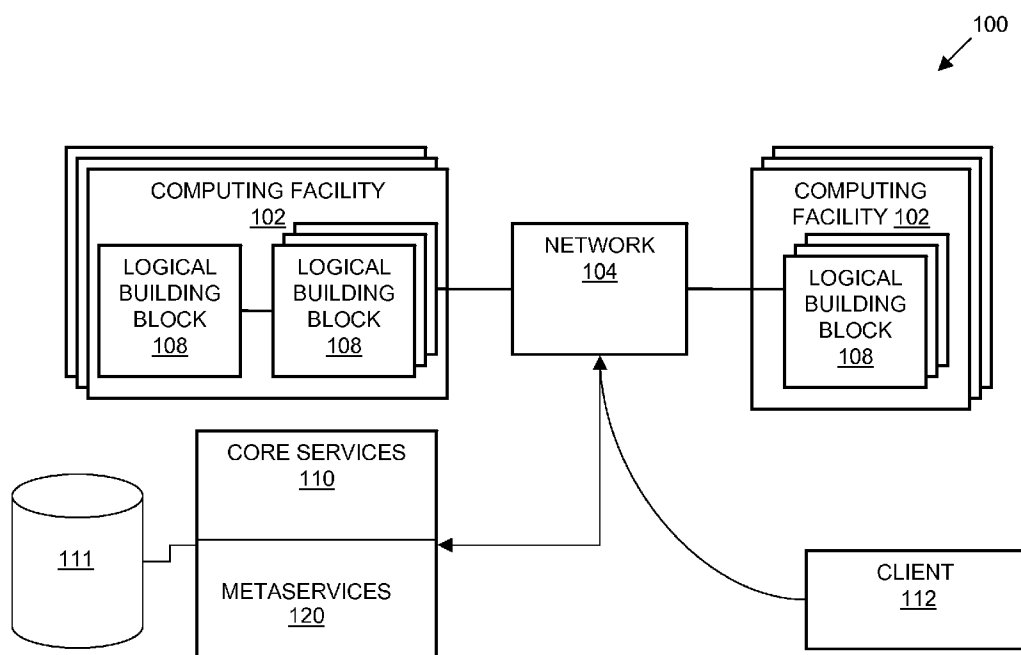 100
COMPUTING FACILITY
102
LOGICAL
BUILDING
BLOCK
108
LOGICAL
BUILDING
BLOCK
108
NETWORK
104
COMPUTING
FACILITY 102
LOGICAL
BUILDING
BLOCK
108
CORE SERVICES
110
111
METASERVICES
120
CLIENT
112